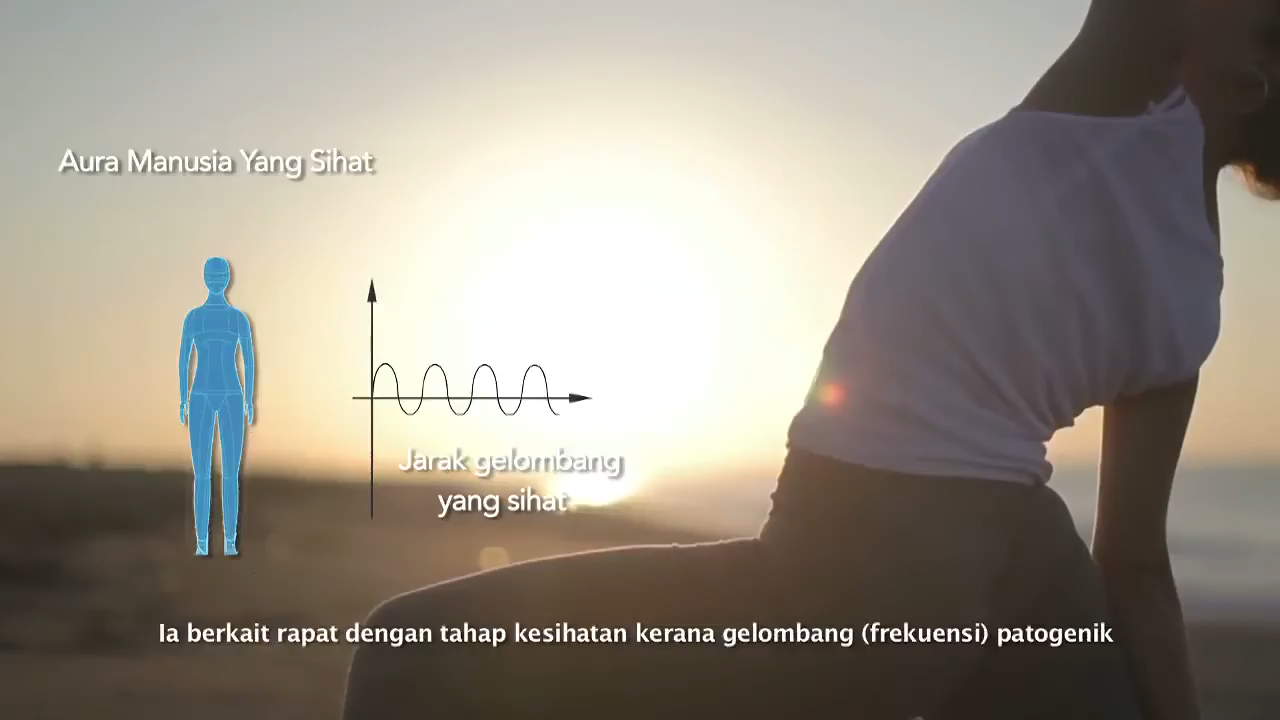 Aura Manusia Yang Sihat
Jarak gelombang
yang sihat
Ia berkait rapat dengan tahap kesihatan kerana gelombang (frekuensi) patogenik